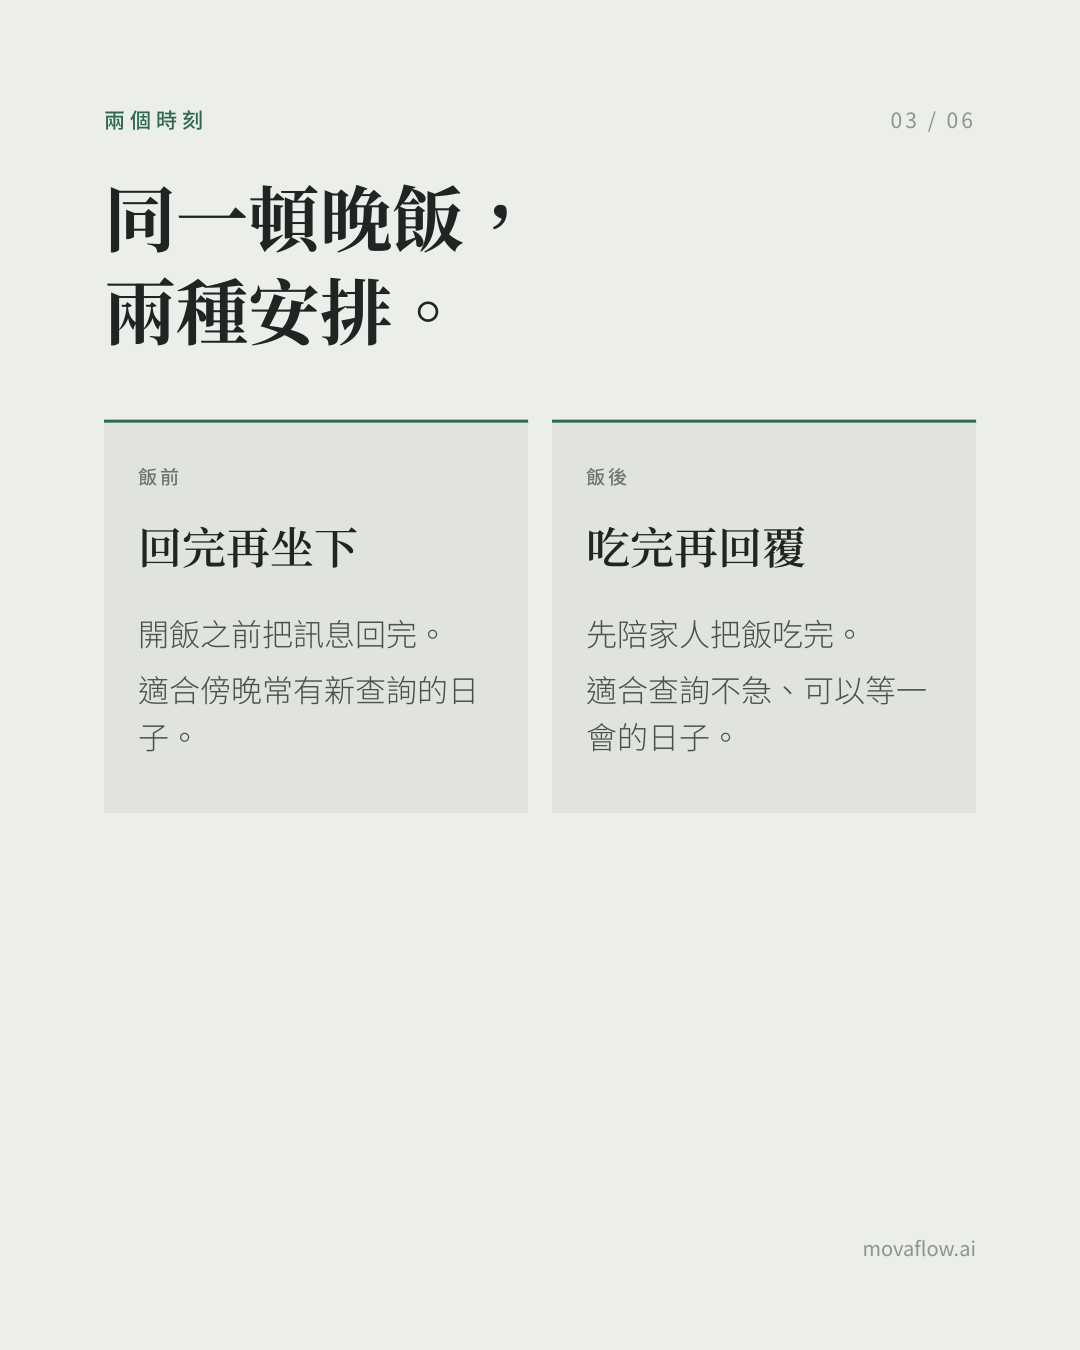 兩個時刻
03 / 06
同一頓晚飯，
兩種安排。
飯前
回完再坐下
開飯之前把訊息回完。
適合傍晚常有新查詢的日
子。
飯後
吃完再回覆
先陪家人把飯吃完。
適合查詢不急、可以等一
會的日子。
movaflow.ai